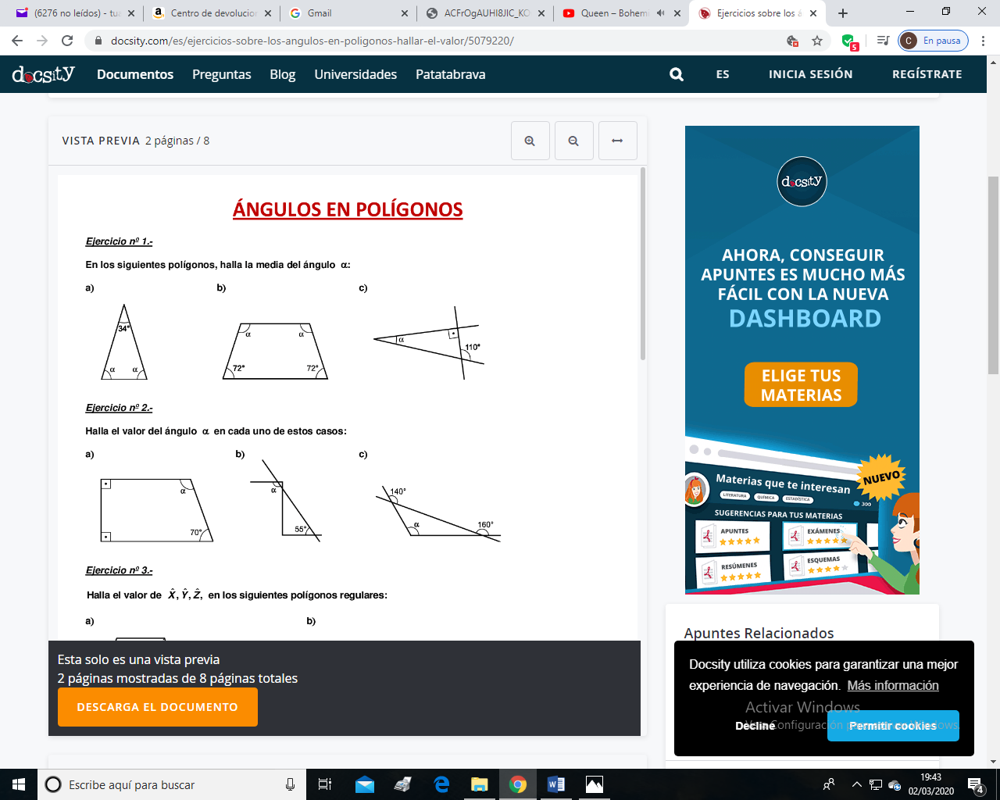 (6276 no leídos) - tua
Centro de devolucion
Gmail
ACFrOgAUHI8JIC_KO
Queen – Bohemi
Ejercicios sobre los á
docsity.com/es/ejercicios-sobre-los-angulos-en-poligonos-hallar-el-valor/5079220/
5
C
En pausa
docsity
Documentos
Preguntas
Blog
Universidades
Patatabrava
ES
INICIA SESIÓN
REGÍSTRATE
VISTA PREVIA 2 páginas / 8
ÁNGULOS EN POLÍGONOS
Ejercicio nº 1.-
En los siguientes polígonos, halla la media del ángulo α:
a)
b)
c)
34°
α
α
α
α
72°
72°
α
110°
Ejercicio nº 2.-
Halla el valor del ángulo α en cada uno de estos casos:
a)
b)
c)
α
70°
α
55°
140°
α
160°
Ejercicio nº 3.-
Halla el valor de X̂, Ŷ, Ẑ, en los siguientes polígonos regulares:
a)
b)
Esta solo es una vista previa
2 páginas mostradas de 8 páginas totales
DESCARGA EL DOCUMENTO
docsity
AHORA, CONSEGUIR
APUNTES ES MUCHO MÁS
FÁCIL CON LA NUEVA
DASHBOARD
ELIGE TUS
MATERIAS
NUEVO
Materias que te interesan
LITERATURA
QUÍMICA
ESTADÍSTICA
300
SUGERENCIAS PARA TUS MATERIAS
APUNTES
EXÁMENES
RESÚMENES
ESQUEMAS
Apuntes Relacionados
Docsity utiliza cookies para garantizar una mejor
experiencia de navegación. Más información
Activar Windows
Decline
Permitir cookies
Escribe aquí para buscar
19:43
02/03/2020
4